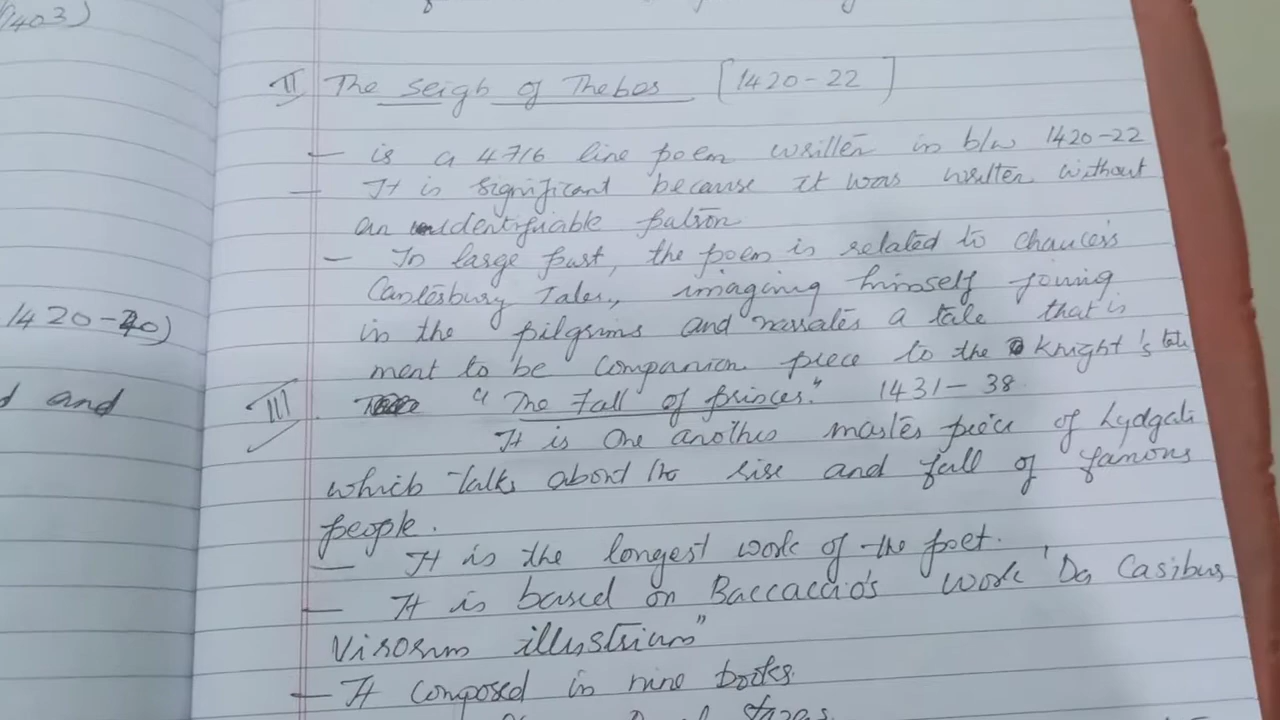 1403)
1420-40)
d and
II The Seigh of Thebes [1420-22]
— is a 4716 line poem written in b/w 1420-22
— It is significant because it was written without
an identifiable patron
— In large part, the poem is related to Chaucer's
Canterbury Tales, imaging himself joining
in the pilgrims and narrates a tale that is
ment to be companion piece to the Knight's tale
III "The Fall of princes." 1431-38
It is one another master piece of Lydgate
which talks about the rise and fall of famous
people.
— It is the longest work of the poet.
— It is based on Baccaccio's work 'De Casibus
Virorum illustrium"
— It composed in nine books.